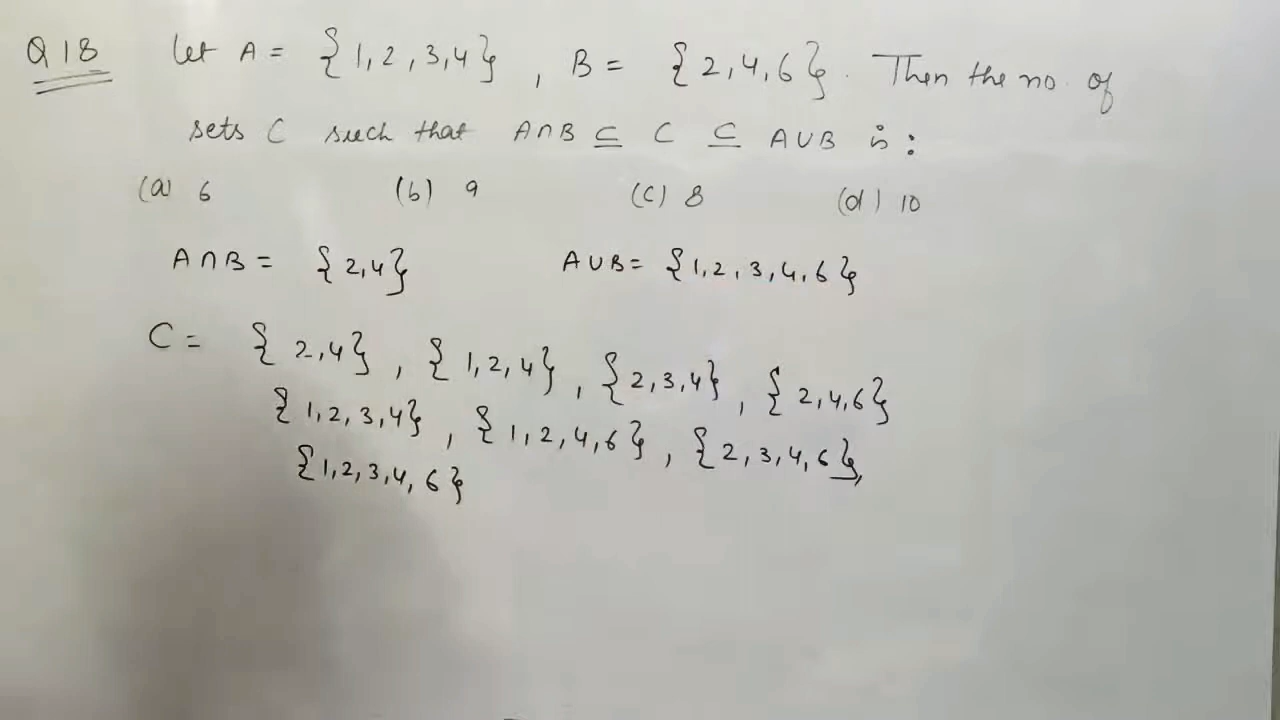 Q 18 let A = {1, 2, 3, 4} , B = {2, 4, 6}. Then the no. of
sets C such that A∩B ⊆ C ⊆ A∪B is :
(a) 6 (b) 9 (c) 8 (d) 10
A∩B = {2,4} A∪B = {1,2, 3, 4, 6}
C = {2,4} , {1, 2, 4} , {2, 3, 4} , {2, 4, 6}
{1, 2, 3, 4} , {1, 2, 4, 6} , {2, 3, 4, 6},
{1, 2, 3, 4, 6}